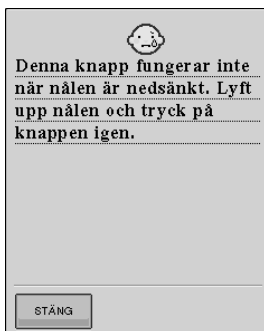 Denna knapp fungerar inte
när nålen är nedsänkt. Lyft
upp nålen och tryck på
knappen igen.
STÄNG